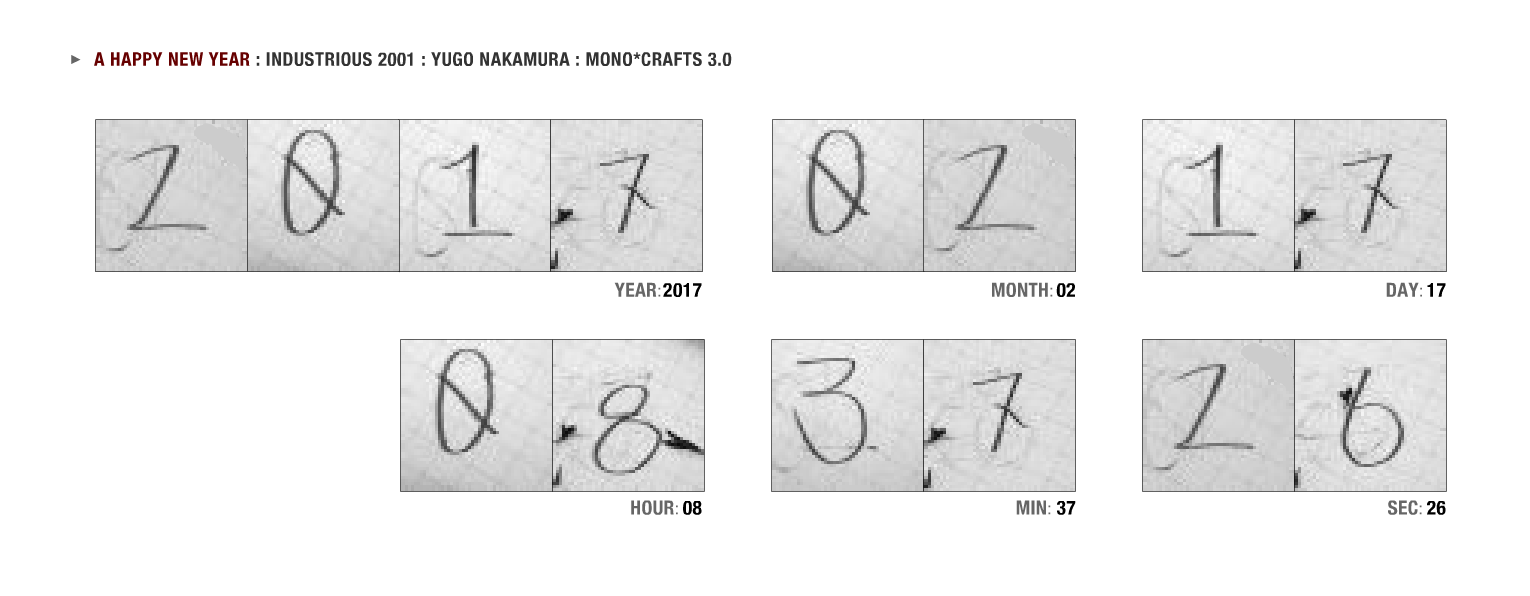 A HAPPY NEW YEAR : INDUSTRIOUS 2001 : YUGO NAKAMURA : MONO*CRAFTS 3.0
2017 02 17
YEAR:2017 MONTH: 02 DAY: 17
08 37 26
HOUR: 08 MIN: 37 SEC: 26